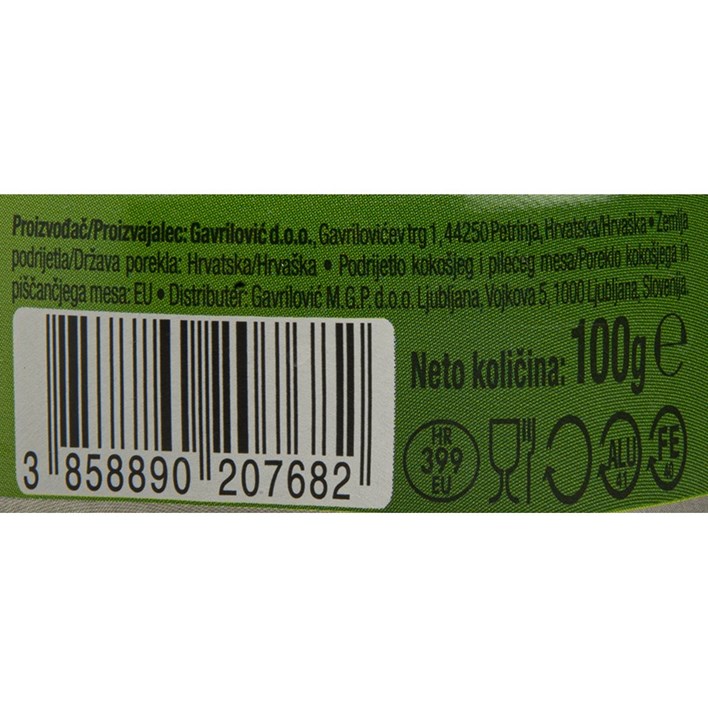 Proizvođač/Proizvajalec: Gavrilović d.o.o., Gavrilovićev trg 1, 44250 Petrinja, Hrvatska/Hrvaška • Zemlja
podrijetla/Država porekla: Hrvatska/Hrvaška • Podrijetlo kokošjeg i pilećeg mesa/Poreklo kokošjega in
piščančjega mesa: EU • Distributer: Gavrilović M.G.P. d.o.o. Ljubljana, Vojkova 5, 1000 Ljubljana, Slovenija.
Neto količina: 100g e
HR
399
EU
ALU
41
FE
40
3 858890 207682